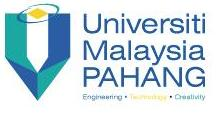 Universiti
Malaysia
PAHANG
Engineering • Technology • Creativity